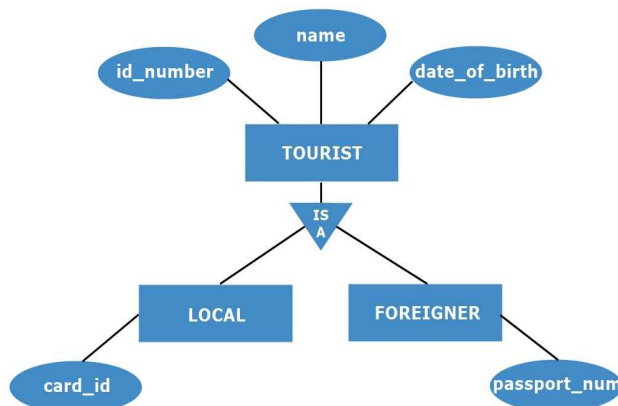 name
id_number
date_of_birth
TOURIST
IS
A
LOCAL
FOREIGNER
card_id
passport_num